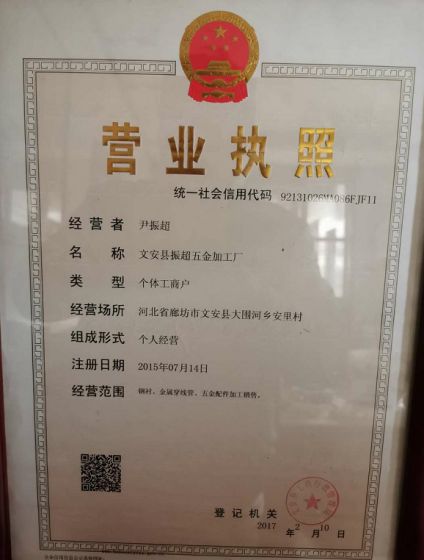 营业执照
统一社会信用代码 92131026MA086FJF11
经营者 尹振超
名称 文安县振超五金加工厂
类型 个体工商户
经营场所 河北省廊坊市文安县大围河乡安里村
组成形式 个人经营
注册日期 2015年07月14日
经营范围 钢衬、金属穿线管、五金配件加工销售。
登记机关
2017 年 2 月 10 日